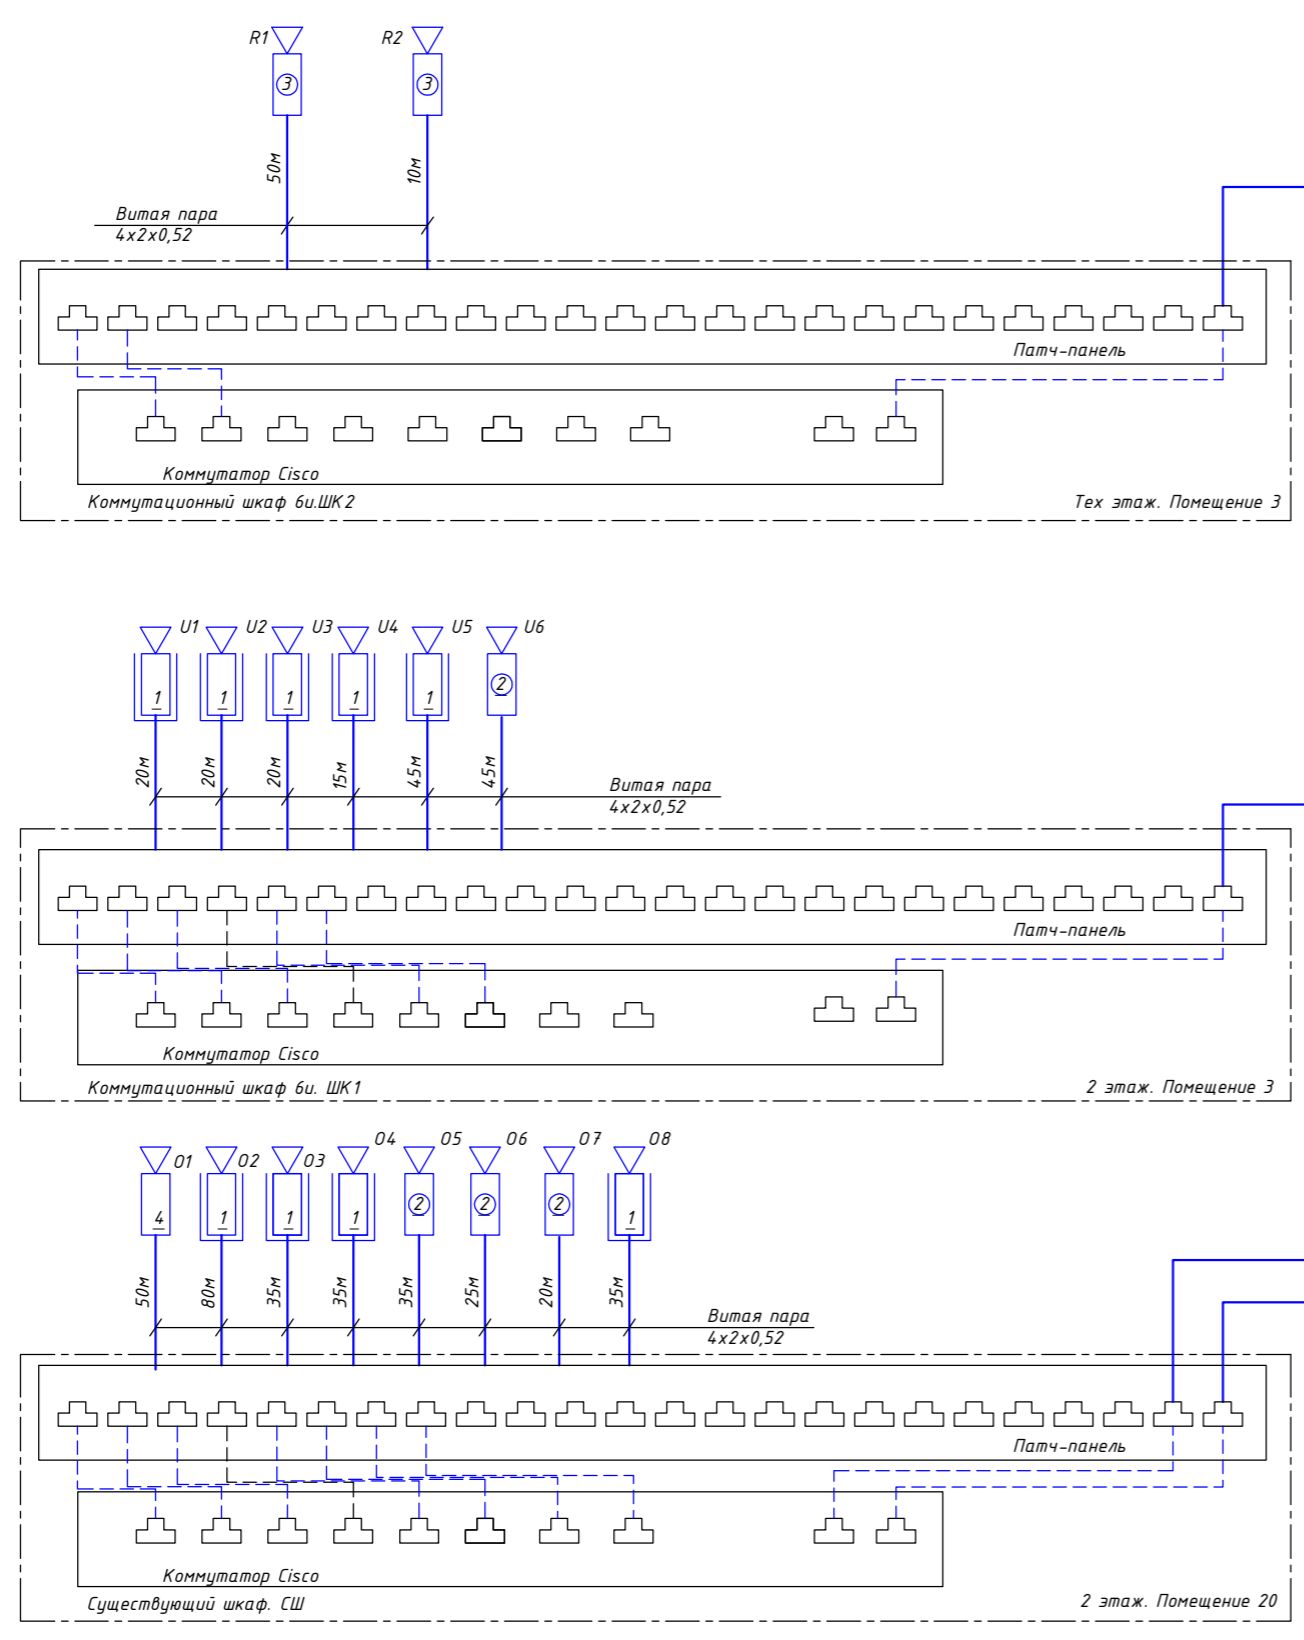 R1 R2
3 3
50м 10м
Витая пара
4х2х0,52
Патч-панель
Коммутатор Cisco
Коммутационный шкаф 6u.ШК2 Тех этаж. Помещение 3
U1 U2 U3 U4 U5 U6
1 1 1 1 1 2
20м 20м 20м 15м 45м 45м
Витая пара
4х2х0,52
Патч-панель
Коммутатор Cisco
Коммутационный шкаф 6u. ШК1 2 этаж. Помещение 3
O1 O2 O3 O4 O5 O6 O7 O8
4 1 1 1 2 2 2 1
50м 80м 35м 35м 35м 25м 20м 35м
Витая пара
4х2х0,52
Патч-панель
Коммутатор Cisco
Существующий шкаф. СШ 2 этаж. Помещение 20